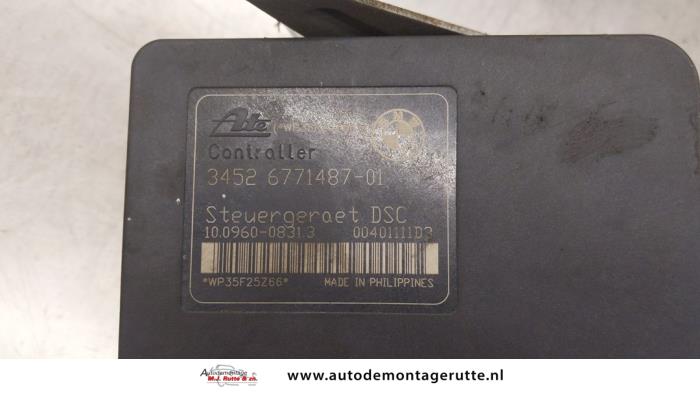 Ate
Controller
3452 6771487-01
Steuergeraet DSC
10.0960-0831.3 00401111D3
*WP35F25Z66* MADE IN PHILIPPINES
Autodemontage
M.J. Rutte & zn.
www.autodemontagerutte.nl